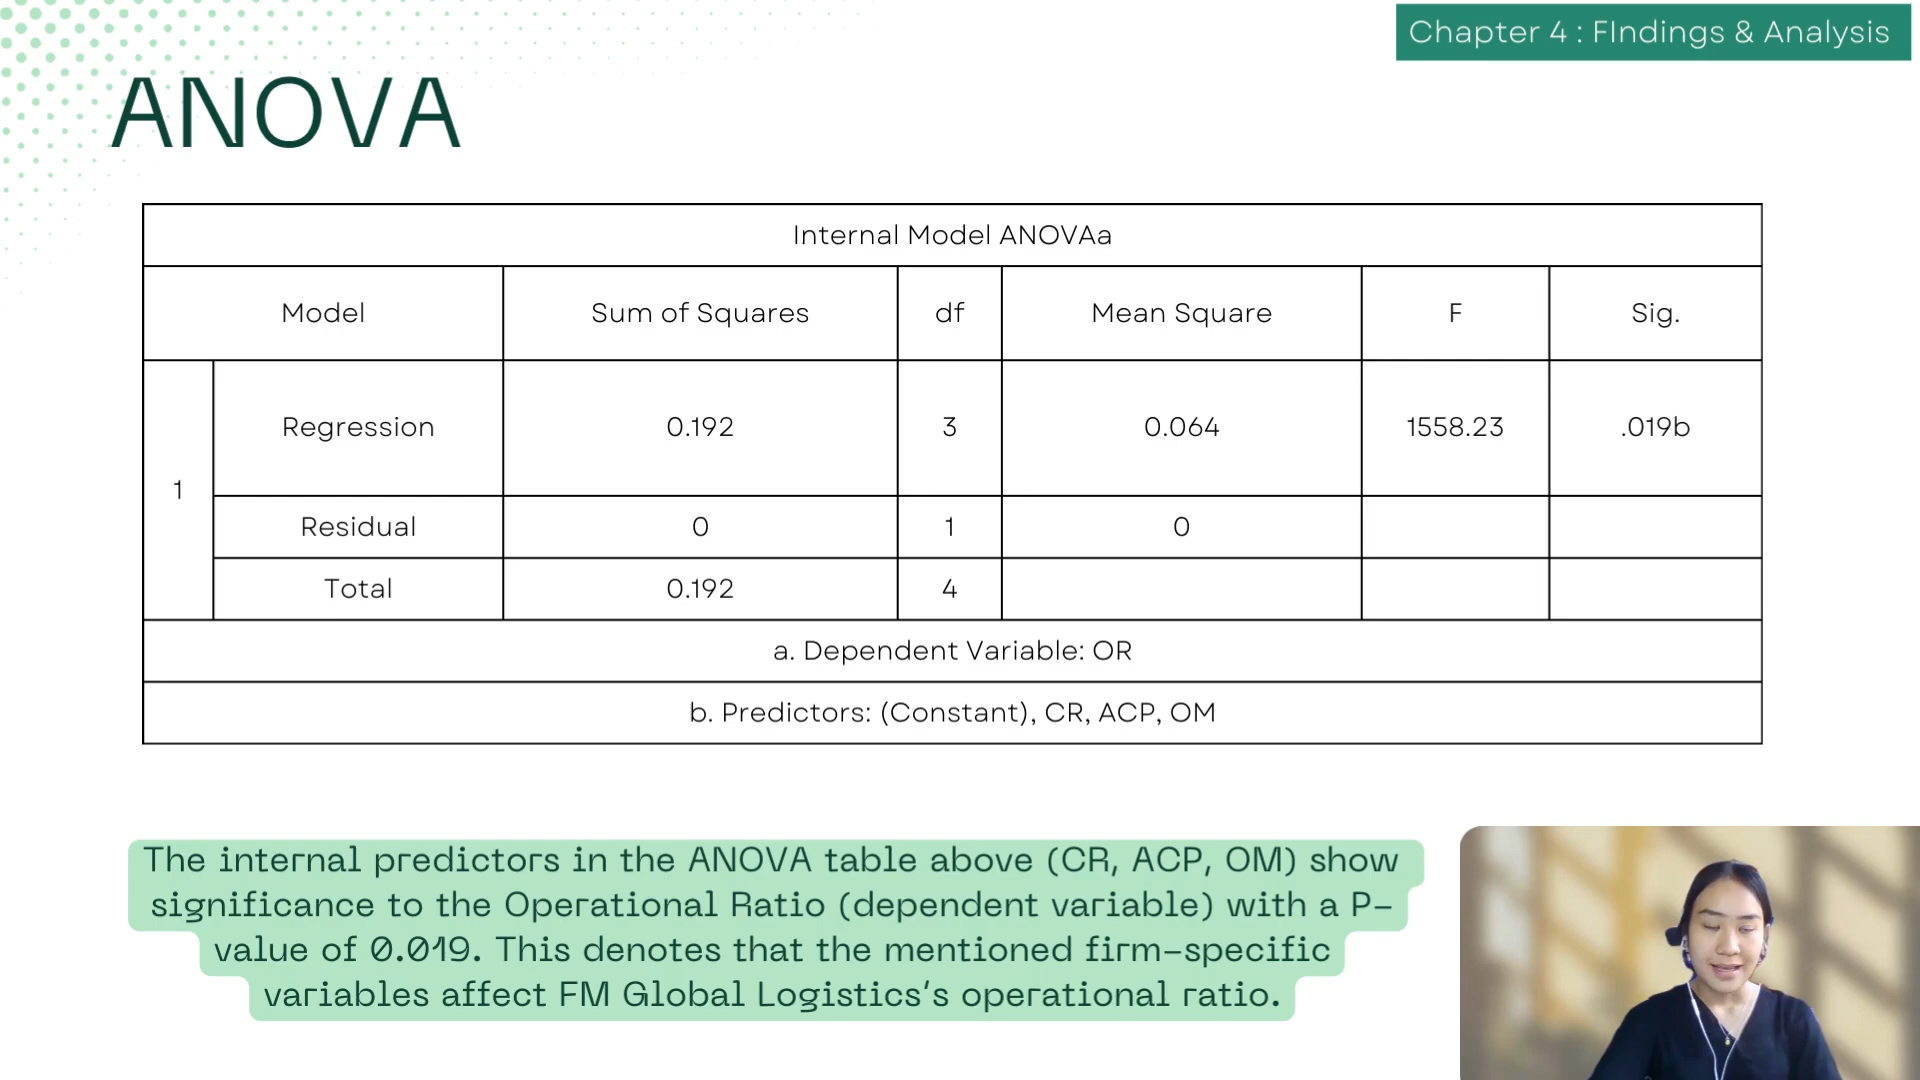 Chapter 4 : FIndings & Analysis
ANOVA
Internal Model ANOVAa
Model Sum of Squares df Mean Square F Sig.
1
Regression 0.192 3 0.064 1558.23 .019b
Residual 0 1 0
Total 0.192 4
a. Dependent Variable: OR
b. Predictors: (Constant), CR, ACP, OM
The internal predictors in the ANOVA table above (CR, ACP, OM) show
significance to the Operational Ratio (dependent variable) with a P-
value of 0.019. This denotes that the mentioned firm-specific
variables affect FM Global Logistics's operational ratio.